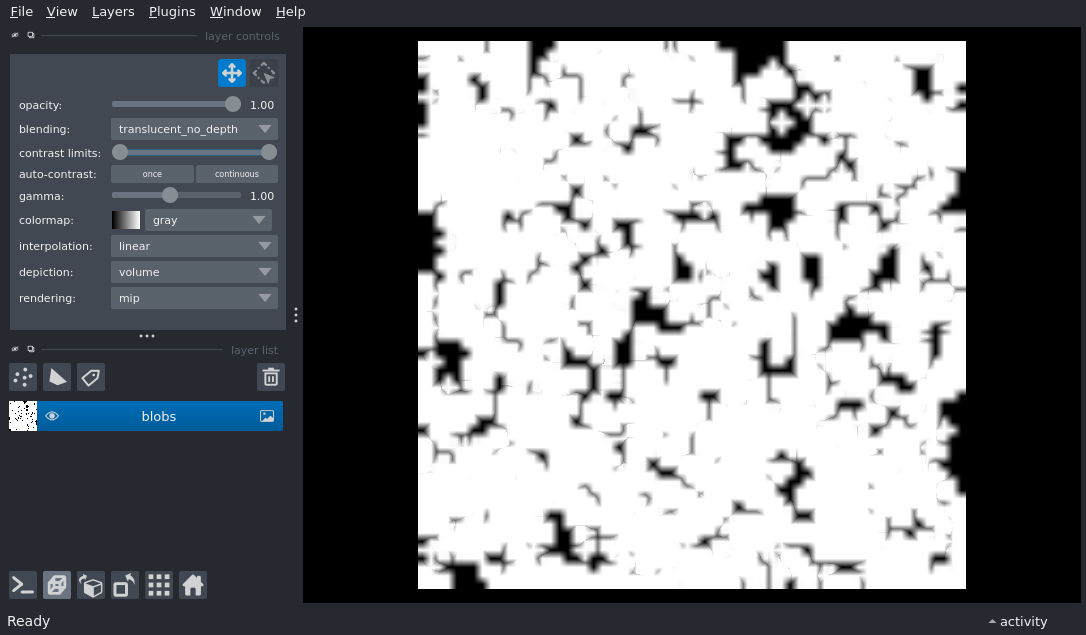 File View Layers Plugins Window Help
layer controls
opacity: 1.00
blending: translucent_no_depth
contrast limits:
auto-contrast: once continuous
gamma: 1.00
colormap: gray
interpolation: linear
depiction: volume
rendering: mip
layer list
blobs
Ready activity